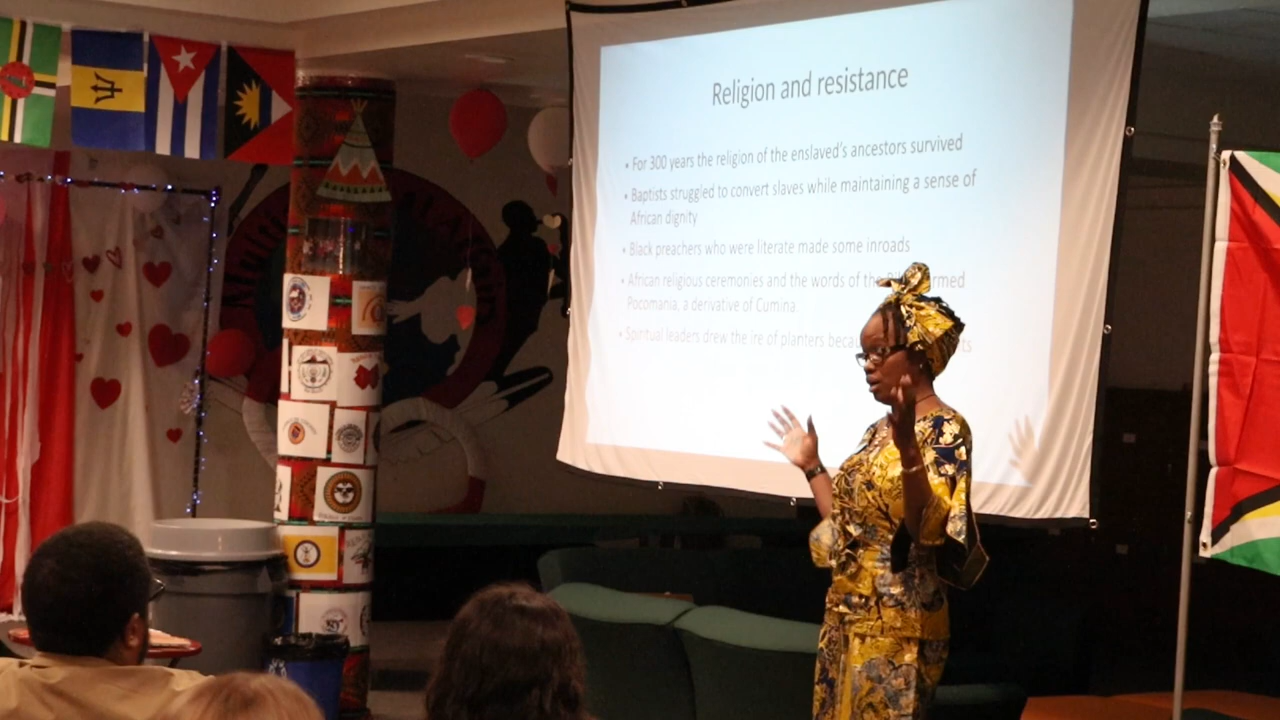 Religion and resistance
• For 300 years the religion of the enslaved's ancestors survived
• Baptists struggled to convert slaves while maintaining a sense of
African dignity
• Black preachers who were literate made some inroads
• African religious ceremonies and the words of the
Pocomania, a derivative of Cumina.
• Spiritual leaders drew the ire of planters